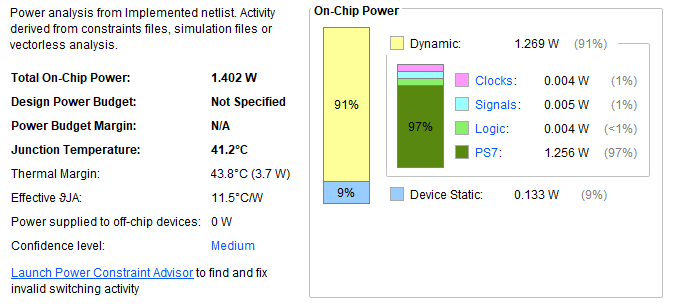 Power analysis from Implemented netlist. Activity
derived from constraints files, simulation files or
vectorless analysis.
Total On-Chip Power: 1.402 W
Design Power Budget: Not Specified
Power Budget Margin: N/A
Junction Temperature: 41.2°C
Thermal Margin: 43.8°C (3.7 W)
Effective ϑJA: 11.5°C/W
Power supplied to off-chip devices: 0 W
Confidence level: Medium
Launch Power Constraint Advisor to find and fix
invalid switching activity
On-Chip Power
91%
9%
Dynamic: 1.269 W (91%)
97%
Clocks: 0.004 W (1%)
Signals: 0.005 W (1%)
Logic: 0.004 W (<1%)
PS7: 1.256 W (97%)
Device Static: 0.133 W (9%)